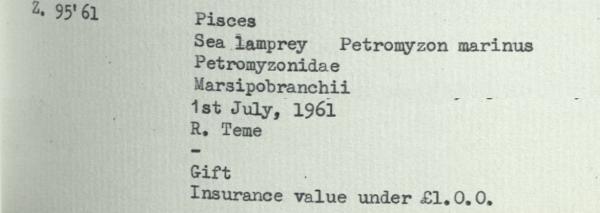 Z. 95'61
Pisces
Sea lamprey Petromyzon marinus
Petromyzonidae
Marsipobranchii
1st July, 1961
R. Teme
-
Gift
Insurance value under £1.0.0.